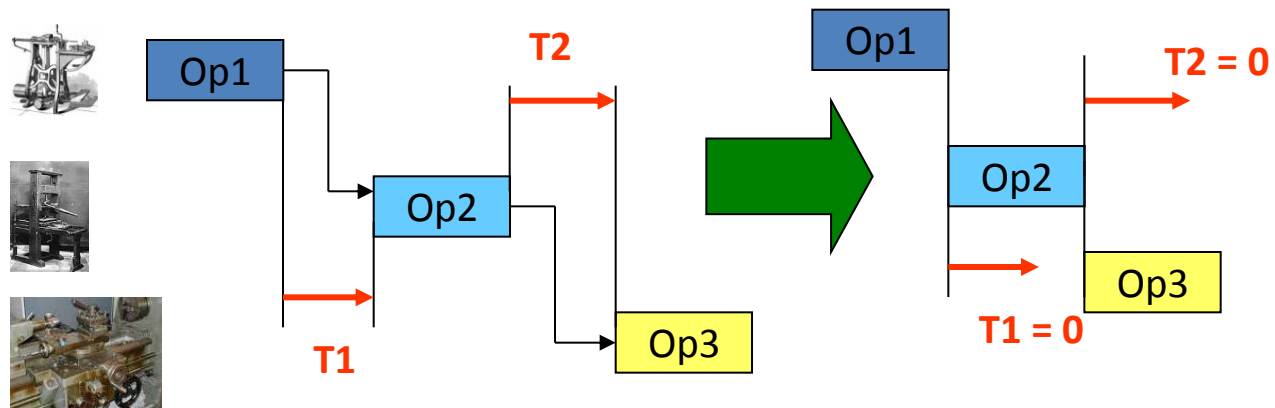 Op1
T2
Op2
T1
Op3
Op1
T2 = 0
Op2
T1 = 0
Op3